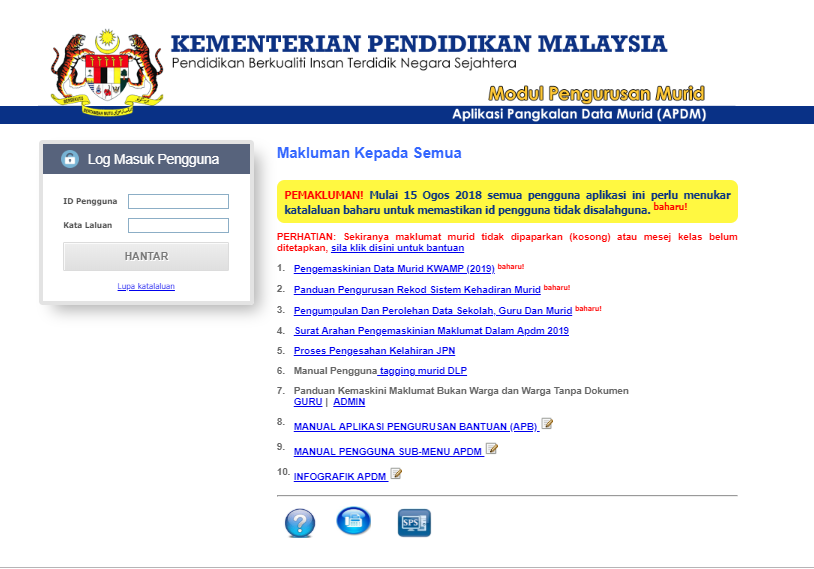 KEMENTERIAN PENDIDIKAN MALAYSIA
Pendidikan Berkualiti Insan Terdidik Negara Sejahtera
Modul Pengurusan Murid
Aplikasi Pangkalan Data Murid (APDM)
Log Masuk Pengguna
ID Pengguna
Kata Laluan
HANTAR
Lupa katalaluan
Makluman Kepada Semua
PEMAKLUMAN! Mulai 15 Ogos 2018 semua pengguna aplikasi ini perlu menukar
katalaluan baharu untuk memastikan id pengguna tidak disalahguna. baharu!
PERHATIAN: Sekiranya maklumat murid tidak dipaparkan (kosong) atau mesej kelas belum
ditetapkan, sila klik disini untuk bantuan
1. Pengemaskinian Data Murid KWAMP (2019) baharu!
2. Panduan Pengurusan Rekod Sistem Kehadiran Murid baharu!
3. Pengumpulan Dan Perolehan Data Sekolah, Guru Dan Murid baharu!
4. Surat Arahan Pengemaskinian Maklumat Dalam Apdm 2019
5. Proses Pengesahan Kelahiran JPN
6. Manual Pengguna tagging murid DLP
7. Panduan Kemaskini Maklumat Bukan Warga dan Warga Tanpa Dokumen
GURU | ADMIN
8. MANUAL APLIKASI PENGURUSAN BANTUAN (APB)
9. MANUAL PENGGUNA SUB-MENU APDM
10. INFOGRAFIK APDM
SPS